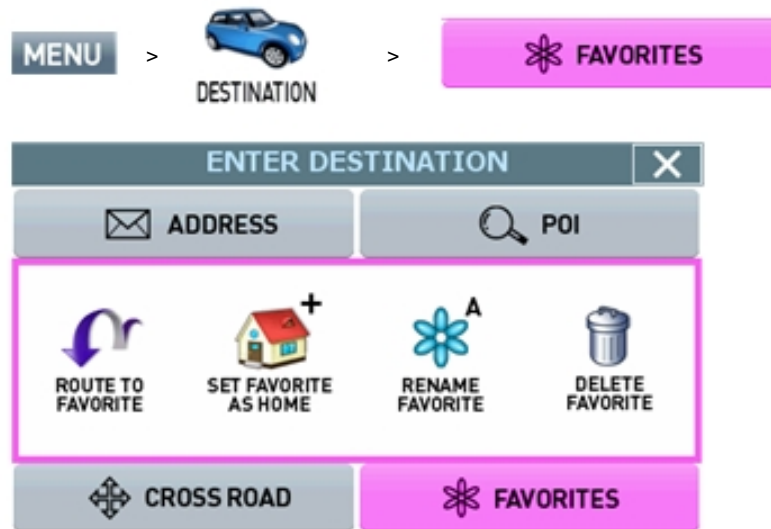 MENU > DESTINATION > FAVORITES
ENTER DESTINATION X
ADDRESS POI
ROUTE TO FAVORITE
SET FAVORITE AS HOME
RENAME FAVORITE
A
DELETE FAVORITE
CROSS ROAD FAVORITES